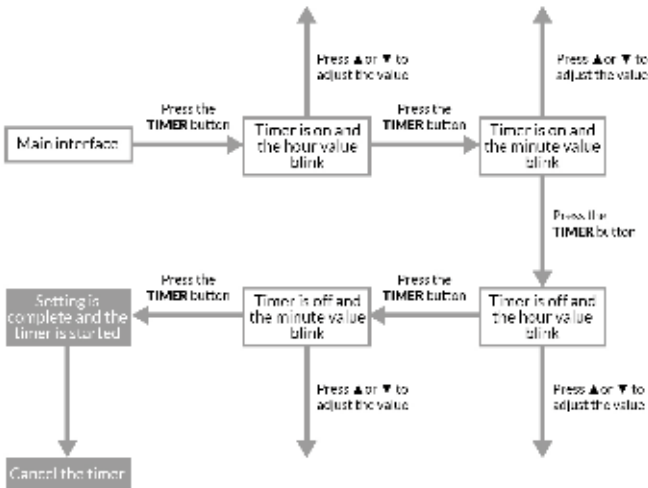 Press ▲ or ▼ to
adjust the value
Press ▲ or ▼ to
adjust the value
Press the
TIMER button
Press the
TIMER button
Main interface
Timer is on and
the hour value
blink
Timer is on and
the minute value
blink
Press the
TIMER button
Press the
TIMER button
Press the
TIMER button
Setting is
complete and the
timer is started
Timer is off and
the minute value
blink
Timer is off and
the hour value
blink
Press ▲ or ▼ to
adjust the value
Press ▲ or ▼ to
adjust the value
Cancel the timer